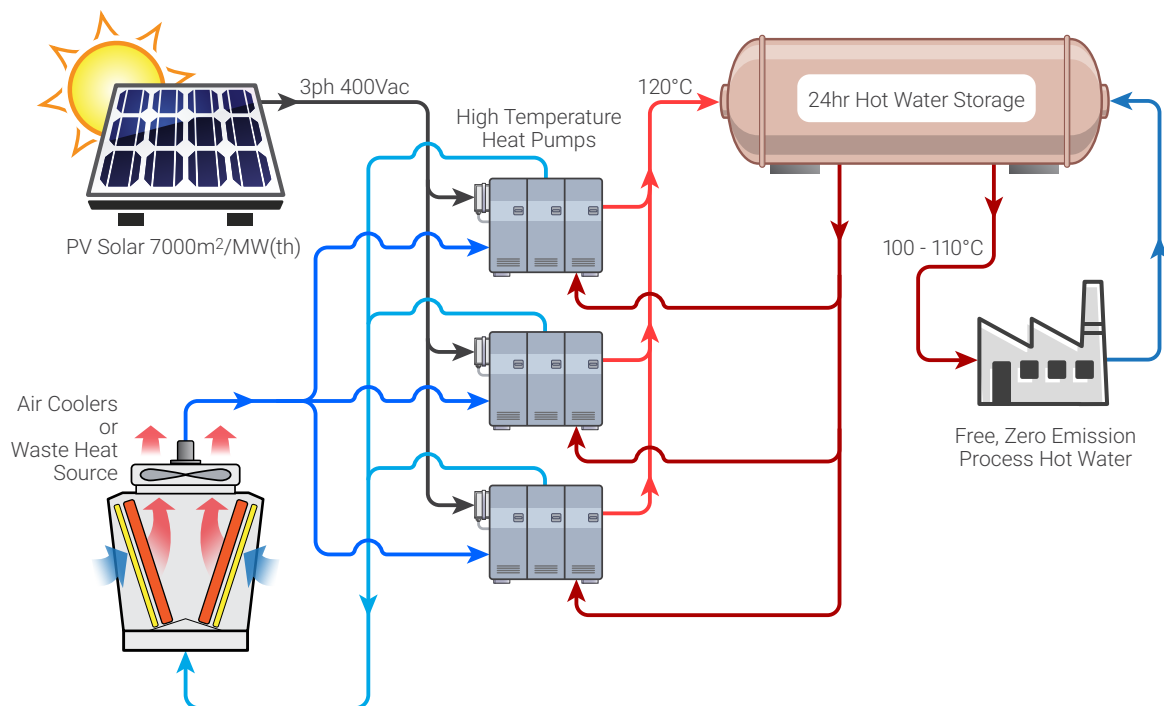 3ph 400Vac
120°C
24hr Hot Water Storage
High Temperature
Heat Pumps
PV Solar 7000m²/MW(th)
100 - 110°C
Air Coolers
or
Waste Heat
Source
Free, Zero Emission
Process Hot Water